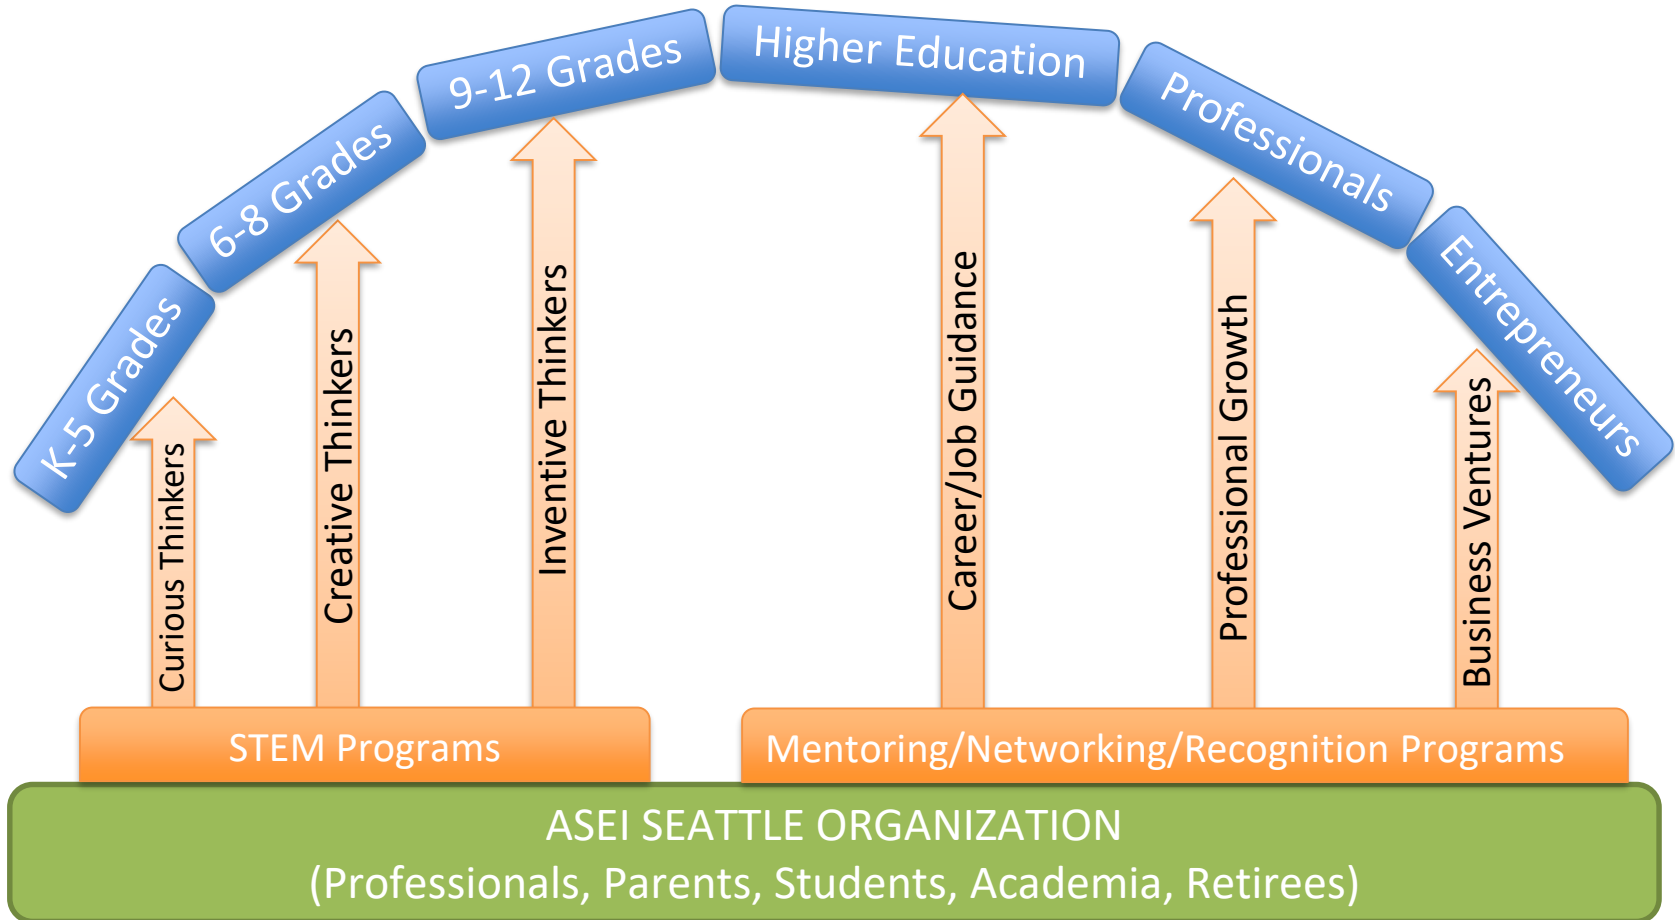 K-5 Grades
6-8 Grades
9-12 Grades
Higher Education
Professionals
Entrepreneurs
Curious Thinkers
Creative Thinkers
Inventive Thinkers
Career/Job Guidance
Professional Growth
Business Ventures
STEM Programs
Mentoring/Networking/Recognition Programs
ASEI SEATTLE ORGANIZATION
(Professionals, Parents, Students, Academia, Retirees)